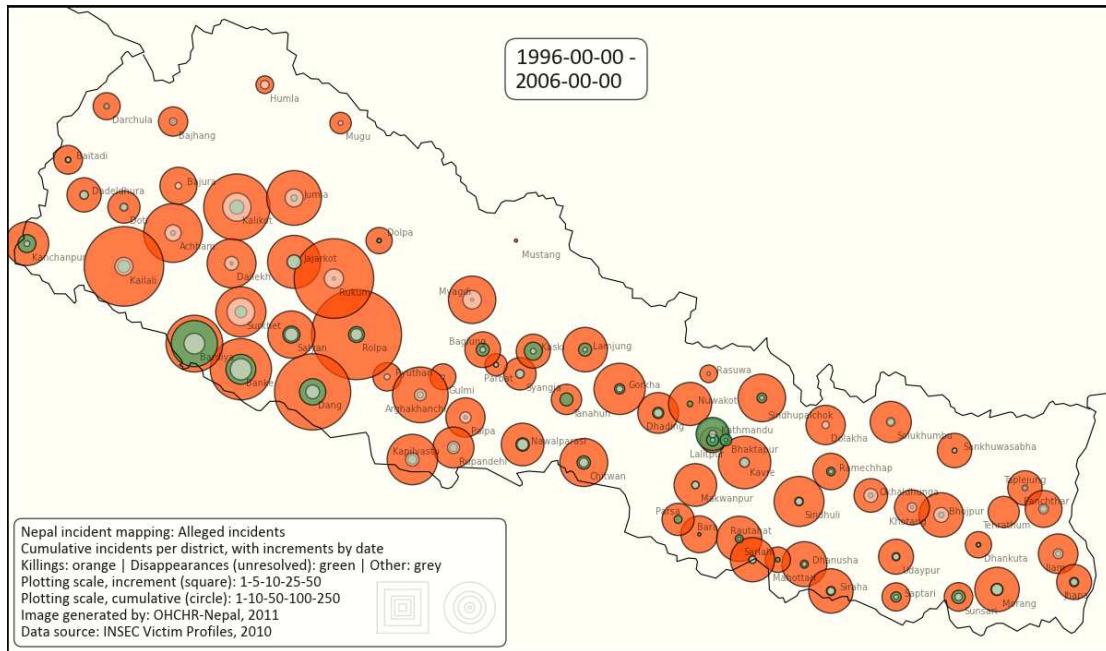 1996-00-00 -
2006-00-00
Humla
Darchula
Bajhang
Mugu
Baitadi
Bajura
Dadeldhura
Jumla
Doti
Kalikot
Achham
Dolpa
Kanchanpur
Mustang
Jajarkot
Dailekh
Kailali
Rukum
Myagdi
Surkhet
Salyan
Rolpa
Baglung
Kaski
Lamjung
Bardiya
Parbat
Rasuwa
Banke
Pyuthan
Syangja
Gorkha
Gulmi
Dang
Arghakhanchi
Nuwakot
Sindhupalchok
Tanahun
Palpa
Dhading
Kathmandu
Solukhumbu
Dolakha
Nawalparasi
Rupandehi
Kapilvastu
Lalitpur
Bhaktapur
Sankhuwasabha
Kavre
Chitwan
Ramechhap
Taplejung
Makwanpur
Okhaldhunga
Panchthar
Sindhuli
Khotang
Bhojpur
Tehrathum
Parsa
Bara
Rautahat
Sarlahi
Dhankuta
Mahottari
Dhanusha
Udaypur
Ilam
Siraha
Saptari
Sunsari
Morang
Jhapa
Nepal incident mapping: Alleged incidents
Cumulative incidents per district, with increments by date
Killings: orange | Disappearances (unresolved): green | Other: grey
Plotting scale, increment (square): 1-5-10-25-50
Plotting scale, cumulative (circle): 1-10-50-100-250
Image generated by: OHCHR-Nepal, 2011
Data source: INSEC Victim Profiles, 2010